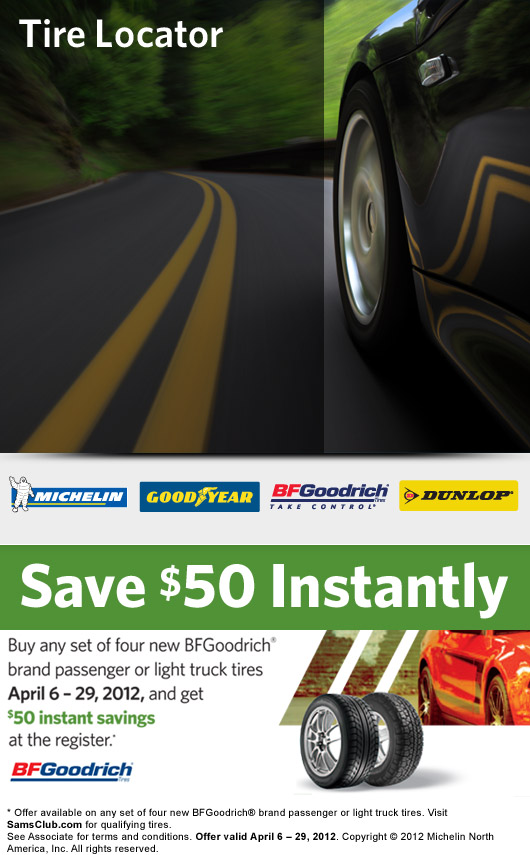 Tire Locator
MICHELIN
GOODYEAR
BFGoodrich Tires
TAKE CONTROL®
DUNLOP®
Save $50 Instantly
Buy any set of four new BFGoodrich®
brand passenger or light truck tires
April 6 – 29, 2012, and get
$50 instant savings
at the register.*
BFGoodrich Tires
* Offer available on any set of four new BFGoodrich® brand passenger or light truck tires. Visit
SamsClub.com for qualifying tires.
See Associate for terms and conditions. Offer valid April 6 – 29, 2012. Copyright © 2012 Michelin North
America, Inc. All rights reserved.